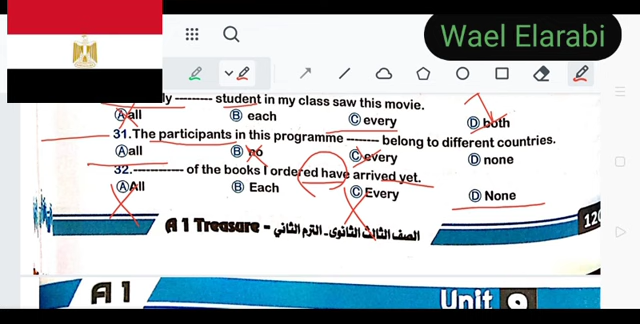 Wael Elarabi
student in my class saw this movie.
Ⓐall Ⓑ each Ⓒ every Ⓓ both
31.The participants in this programme --------- belong to different countries.
Ⓐall Ⓑ no Ⓒ every Ⓓ none
32.------------- of the books I ordered have arrived yet.
ⒶAll Ⓑ Each ⒸEvery Ⓓ None
A 1 Treasure - الصف الثالث الثانوى ـ الترم الثاني
120
A 1
Unit 9